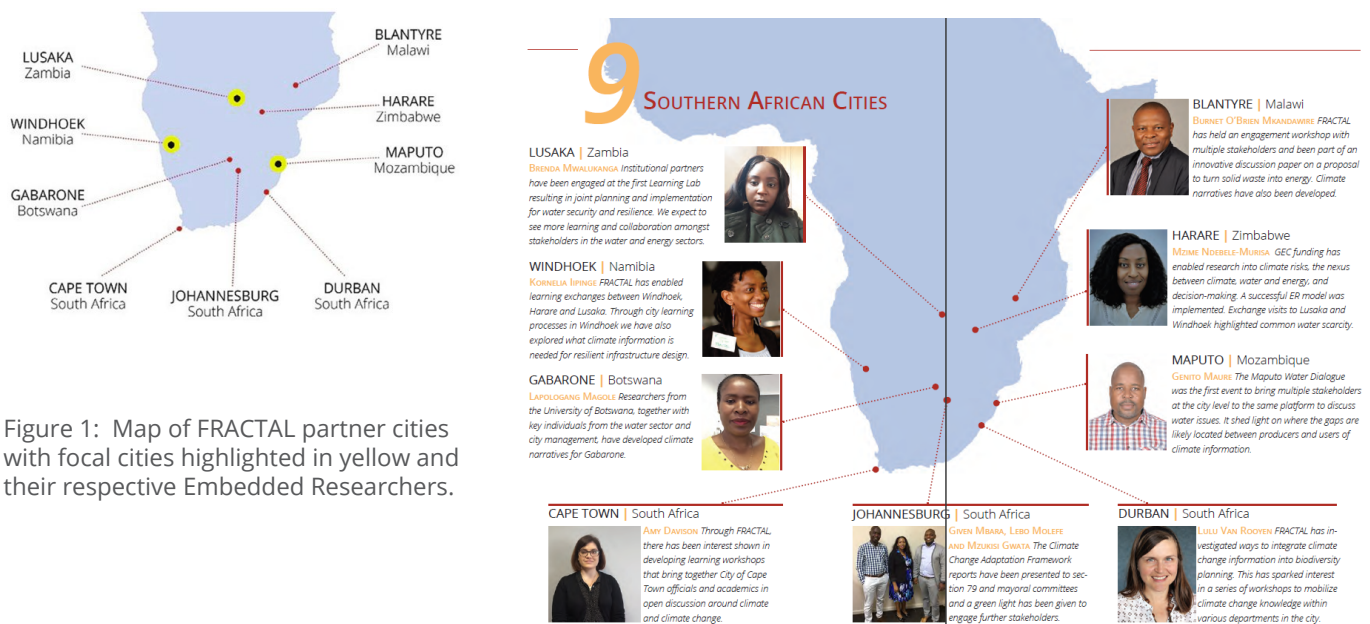 LUSAKA
Zambia
WINDHOEK
Namibia
GABARONE
Botswana
CAPE TOWN
South Africa
JOHANNESBURG
South Africa
DURBAN
South Africa
BLANTYRE
Malawi
HARARE
Zimbabwe
MAPUTO
Mozambique
Figure 1: Map of FRACTAL partner cities
with focal cities highlighted in yellow and
their respective Embedded Researchers.
9 SOUTHERN AFRICAN CITIES
LUSAKA | Zambia
BRENDA MWALUKANGA Institutional partners
have been engaged at the first Learning Lab
resulting in joint planning and implementation
for water security and resilience. We expect to
see more learning and collaboration amongst
stakeholders in the water and energy sectors.
WINDHOEK | Namibia
KORNELIA IIPINGE FRACTAL has enabled
learning exchanges between Windhoek,
Harare and Lusaka. Through city learning
processes in Windhoek we have also
explored what climate information is
needed for resilient infrastructure design.
GABARONE | Botswana
LAPOLOGANG MAGOLE Researchers from
the University of Botswana, together with
key individuals from the water sector and
city management, have developed climate
narratives for Gabarone.
CAPE TOWN | South Africa
AMY DAVISON Through FRACTAL,
there has been interest shown in
developing learning workshops
that bring together City of Cape
Town officials and academics in
open discussion around climate
and climate change.
JOHANNESBURG | South Africa
GIVEN MBARA, LEBO MOLEFE
AND MZUKISI GWATA The Climate
Change Adaptation Framework
reports have been presented to sec-
tion 79 and mayoral committees
and a green light has been given to
engage further stakeholders.
DURBAN | South Africa
LULU VAN ROOYEN FRACTAL has in-
vestigated ways to integrate climate
change information into biodiversity
planning. This has sparked interest
in a series of workshops to mobilize
climate change knowledge within
various departments in the city.
BLANTYRE | Malawi
BURNET O'BRIEN MKANDAWIRE FRACTAL
has held an engagement workshop with
multiple stakeholders and been part of an
innovative discussion paper on a proposal
to turn solid waste into energy. Climate
narratives have also been developed.
HARARE | Zimbabwe
MZIME NDEBELE-MURISA GEC funding has
enabled research into climate risks, the nexus
between climate, water and energy, and
decision-making. A successful ER model was
implemented. Exchange visits to Lusaka and
Windhoek highlighted common water scarcity.
MAPUTO | Mozambique
GENITO MAURE The Maputo Water Dialogue
was the first event to bring multiple stakeholders
at the city level to the same platform to discuss
water issues. It shed light on where the gaps are
likely located between producers and users of
climate information.